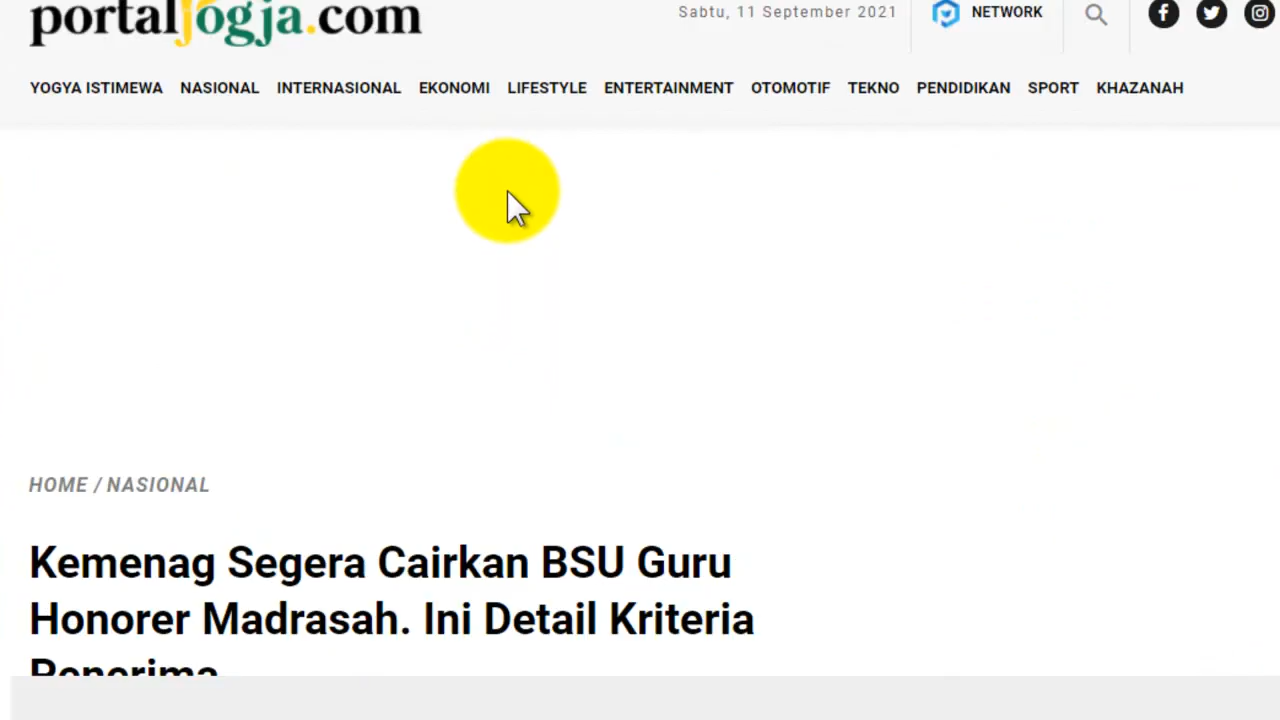 portaljogja.com
Sabtu, 11 September 2021
NETWORK
YOGYA ISTIMEWA NASIONAL INTERNASIONAL EKONOMI LIFESTYLE ENTERTAINMENT OTOMOTIF TEKNO PENDIDIKAN SPORT KHAZANAH
HOME / NASIONAL
Kemenag Segera Cairkan BSU Guru
Honorer Madrasah. Ini Detail Kriteria
Penerima